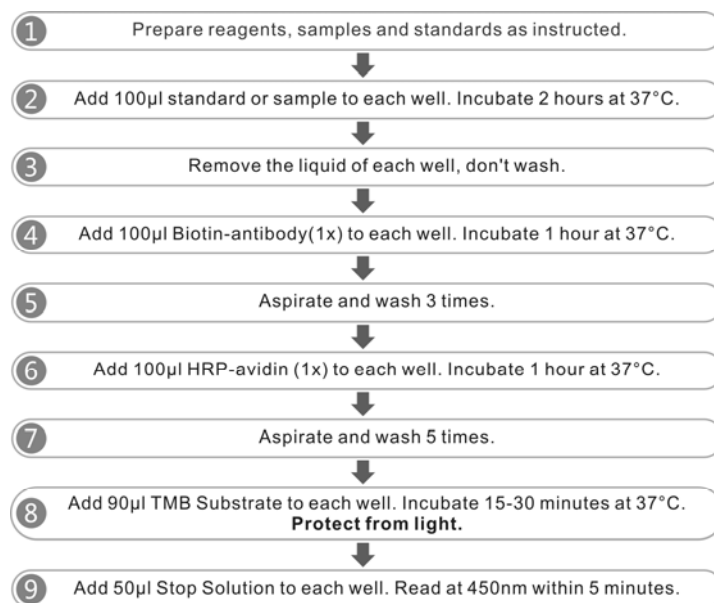 1 Prepare reagents, samples and standards as instructed.
2 Add 100μl standard or sample to each well. Incubate 2 hours at 37°C.
3 Remove the liquid of each well, don't wash.
4 Add 100μl Biotin-antibody(1x) to each well. Incubate 1 hour at 37°C.
5 Aspirate and wash 3 times.
6 Add 100μl HRP-avidin (1x) to each well. Incubate 1 hour at 37°C.
7 Aspirate and wash 5 times.
8 Add 90μl TMB Substrate to each well. Incubate 15-30 minutes at 37°C.
Protect from light.
9 Add 50μl Stop Solution to each well. Read at 450nm within 5 minutes.